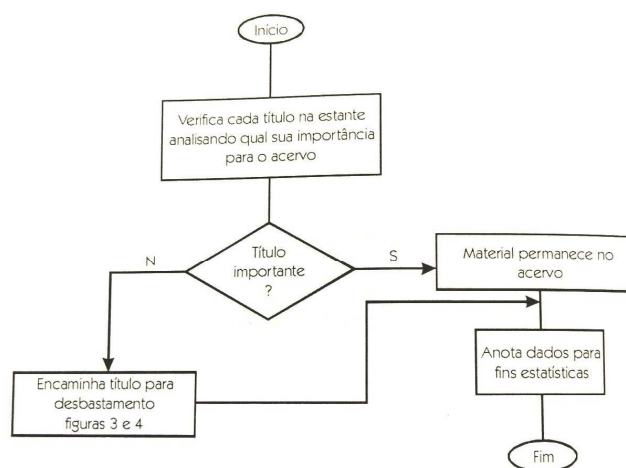 Início
Verifica cada título na estante
analisando qual sua importância
para o acervo
Título
importante
?
N
S
Material permanece no
acervo
Encaminha título para
desbastamento
figuras 3 e 4
Anota dados para
fins estatísticas
Fim